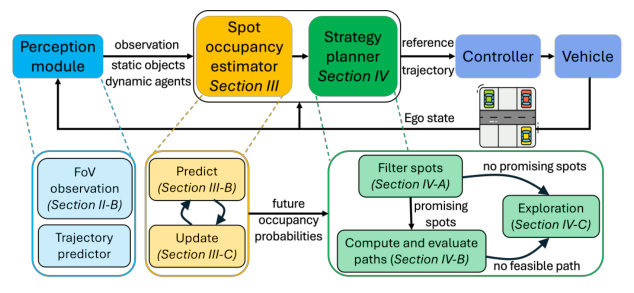 Perception
module
observation
static objects
dynamic agents
Spot
occupancy
estimator
Section III
Strategy
planner
Section IV
reference
trajectory
Controller
Vehicle
Ego state
FoV
observation
(Section II-B)
Trajectory
predictor
Predict
(Section III-B)
Update
(Section III-C)
future
occupancy
probabilities
Filter spots
(Section IV-A)
no promising spots
promising
spots
Exploration
(Section IV-C)
Compute and evaluate
paths (Section IV-B)
no feasible path